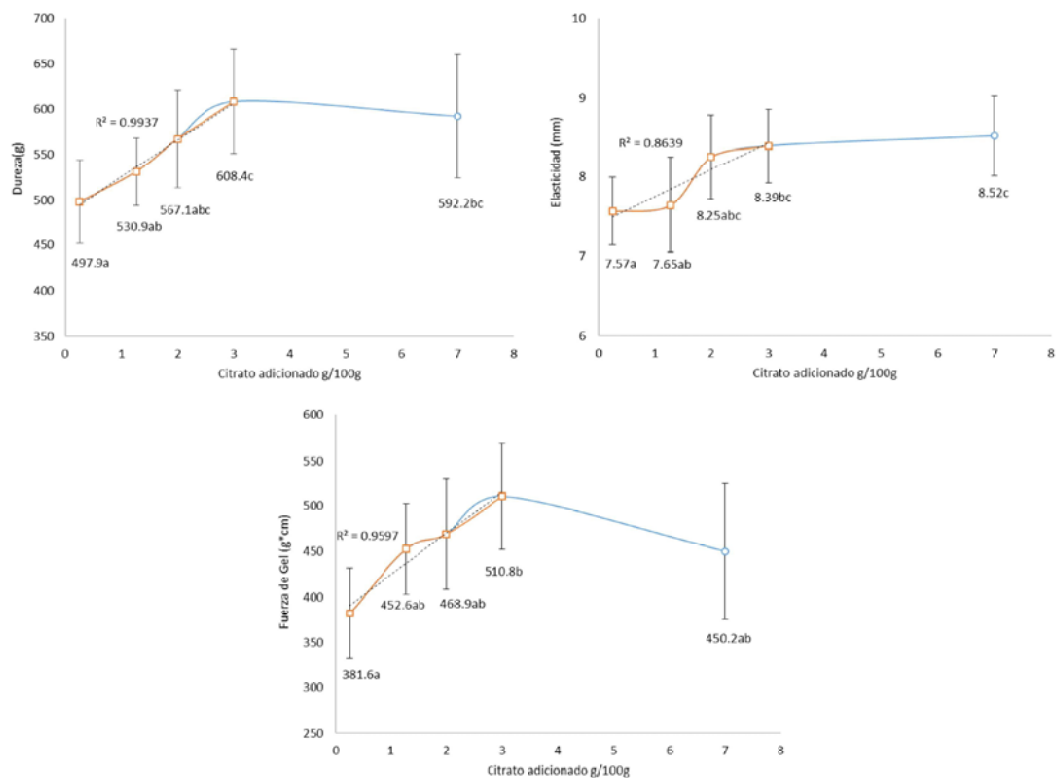 700
650
600
550
500
450
400
350
Dureza(g)
R² = 0.9937
497.9a
530.9ab
567.1abc
608.4c
592.2bc
0 1 2 3 4 5 6 7 8
Citrato adicionado g/100g
10
9
8
7
6
Elasticidad (mm)
R² = 0.8639
7.57a
7.65ab
8.25abc
8.39bc
8.52c
0 1 2 3 4 5 6 7 8
Citrato adicionado g/100g
600
550
500
450
400
350
300
250
Fuerza de Gel (g*cm)
R² = 0.9597
381.6a
452.6ab
468.9ab
510.8b
450.2ab
0 1 2 3 4 5 6 7 8
Citrato adicionado g/100g